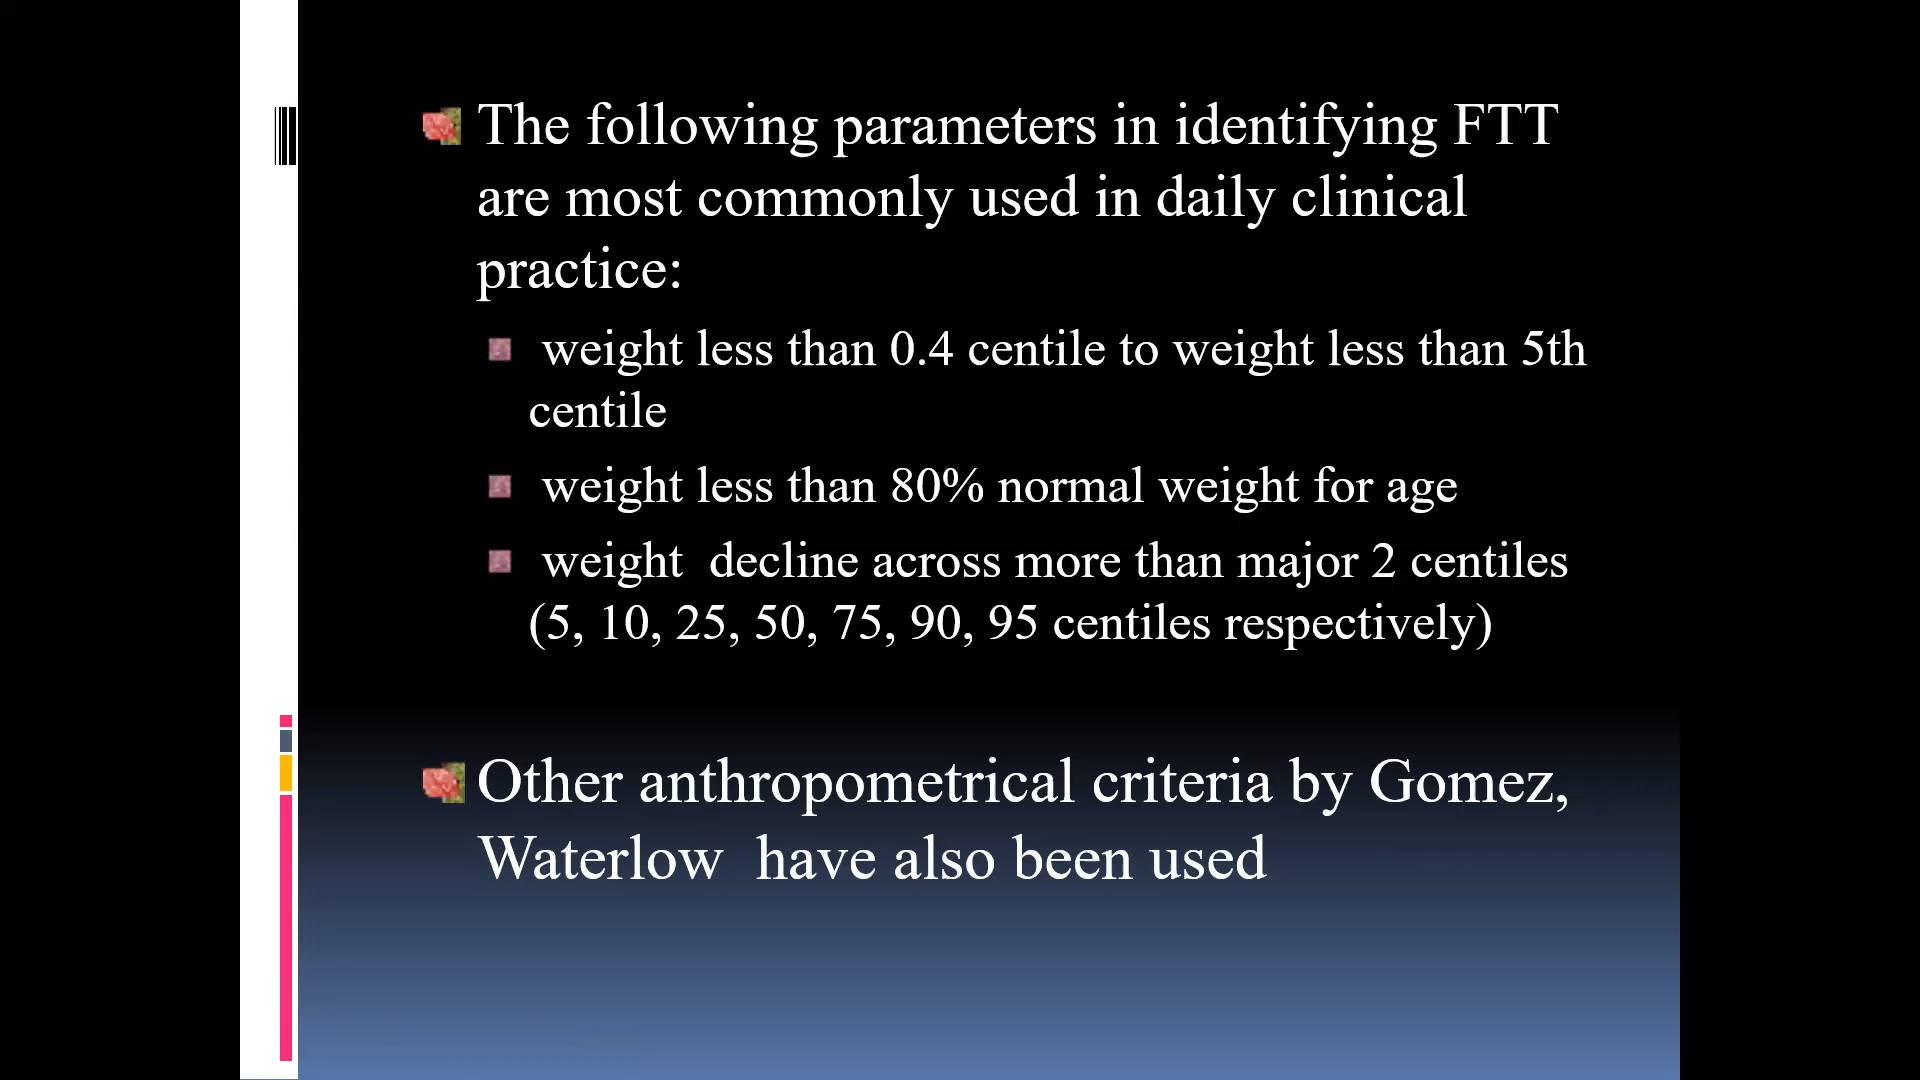 The following parameters in identifying FTT
are most commonly used in daily clinical
practice:
weight less than 0.4 centile to weight less than 5th
centile
weight less than 80% normal weight for age
weight  decline across more than major 2 centiles
(5, 10, 25, 50, 75, 90, 95 centiles respectively)
Other anthropometrical criteria by Gomez,
Waterlow  have also been used